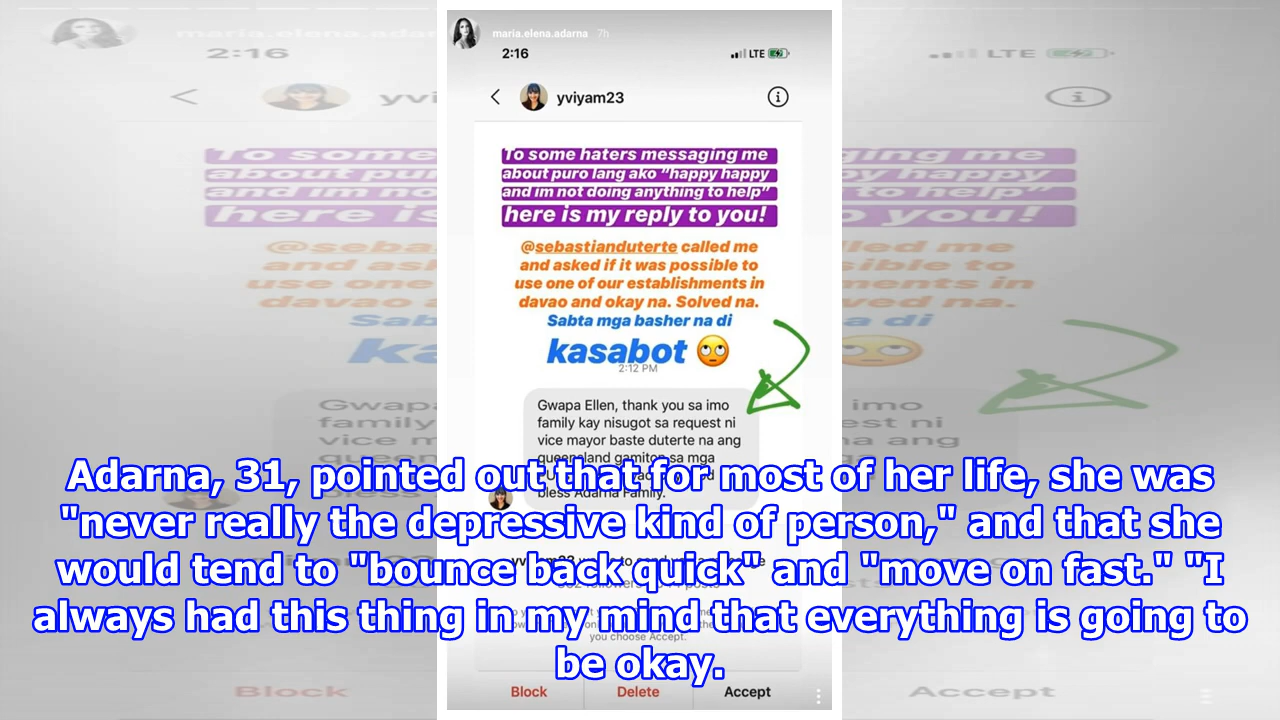 maria.elena.adarna 7h
2:16 LTE
yviyam23
To some haters messaging me
about puro lang ako “happy happy
and im not doing anything to help”
here is my reply to you!
@sebastianduterte called me
and asked if it was possible to
use one of our establishments in
davao and okay na. Solved na.
Sabta mga basher na di
kasabot 🙄
2:12 PM
Gwapa Ellen, thank you sa imo
family kay nisugot sa request ni
vice mayor baste duterte na ang
queensland gamiton sa mga
bless Adarna Family.
Adarna, 31, pointed out that for most of her life, she was
"never really the depressive kind of person," and that she
would tend to "bounce back quick" and "move on fast." "I
always had this thing in my mind that everything is going to
be okay.
you choose Accept.
Block Delete Accept